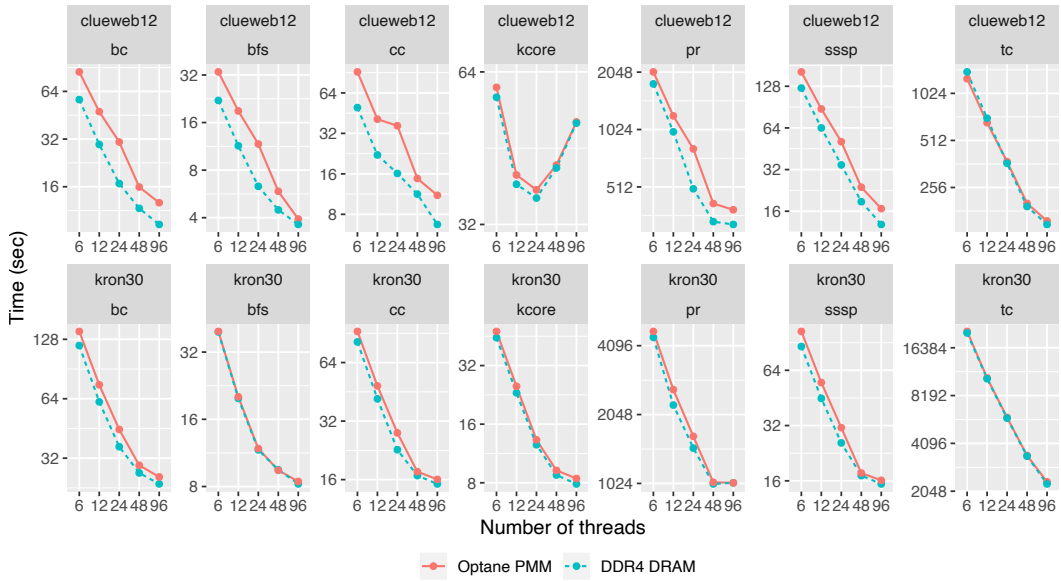 clueweb12 clueweb12 clueweb12 clueweb12 clueweb12 clueweb12 clueweb12
bc bfs cc kcore pr sssp tc
64
32
16
6 12 24 48 96
32
16
8
4
6 12 24 48 96
64
32
16
8
6 12 24 48 96
64
32
6 12 24 48 96
2048
1024
512
6 12 24 48 96
128
64
32
16
6 12 24 48 96
1024
512
256
6 12 24 48 96
Time (sec)
kron30 kron30 kron30 kron30 kron30 kron30 kron30
bc bfs cc kcore pr sssp tc
128
64
32
6 12 24 48 96
32
16
8
6 12 24 48 96
64
32
16
6 12 24 48 96
32
16
8
6 12 24 48 96
4096
2048
1024
6 12 24 48 96
64
32
16
6 12 24 48 96
16384
8192
4096
2048
6 12 24 48 96
Number of threads
Optane PMM DDR4 DRAM